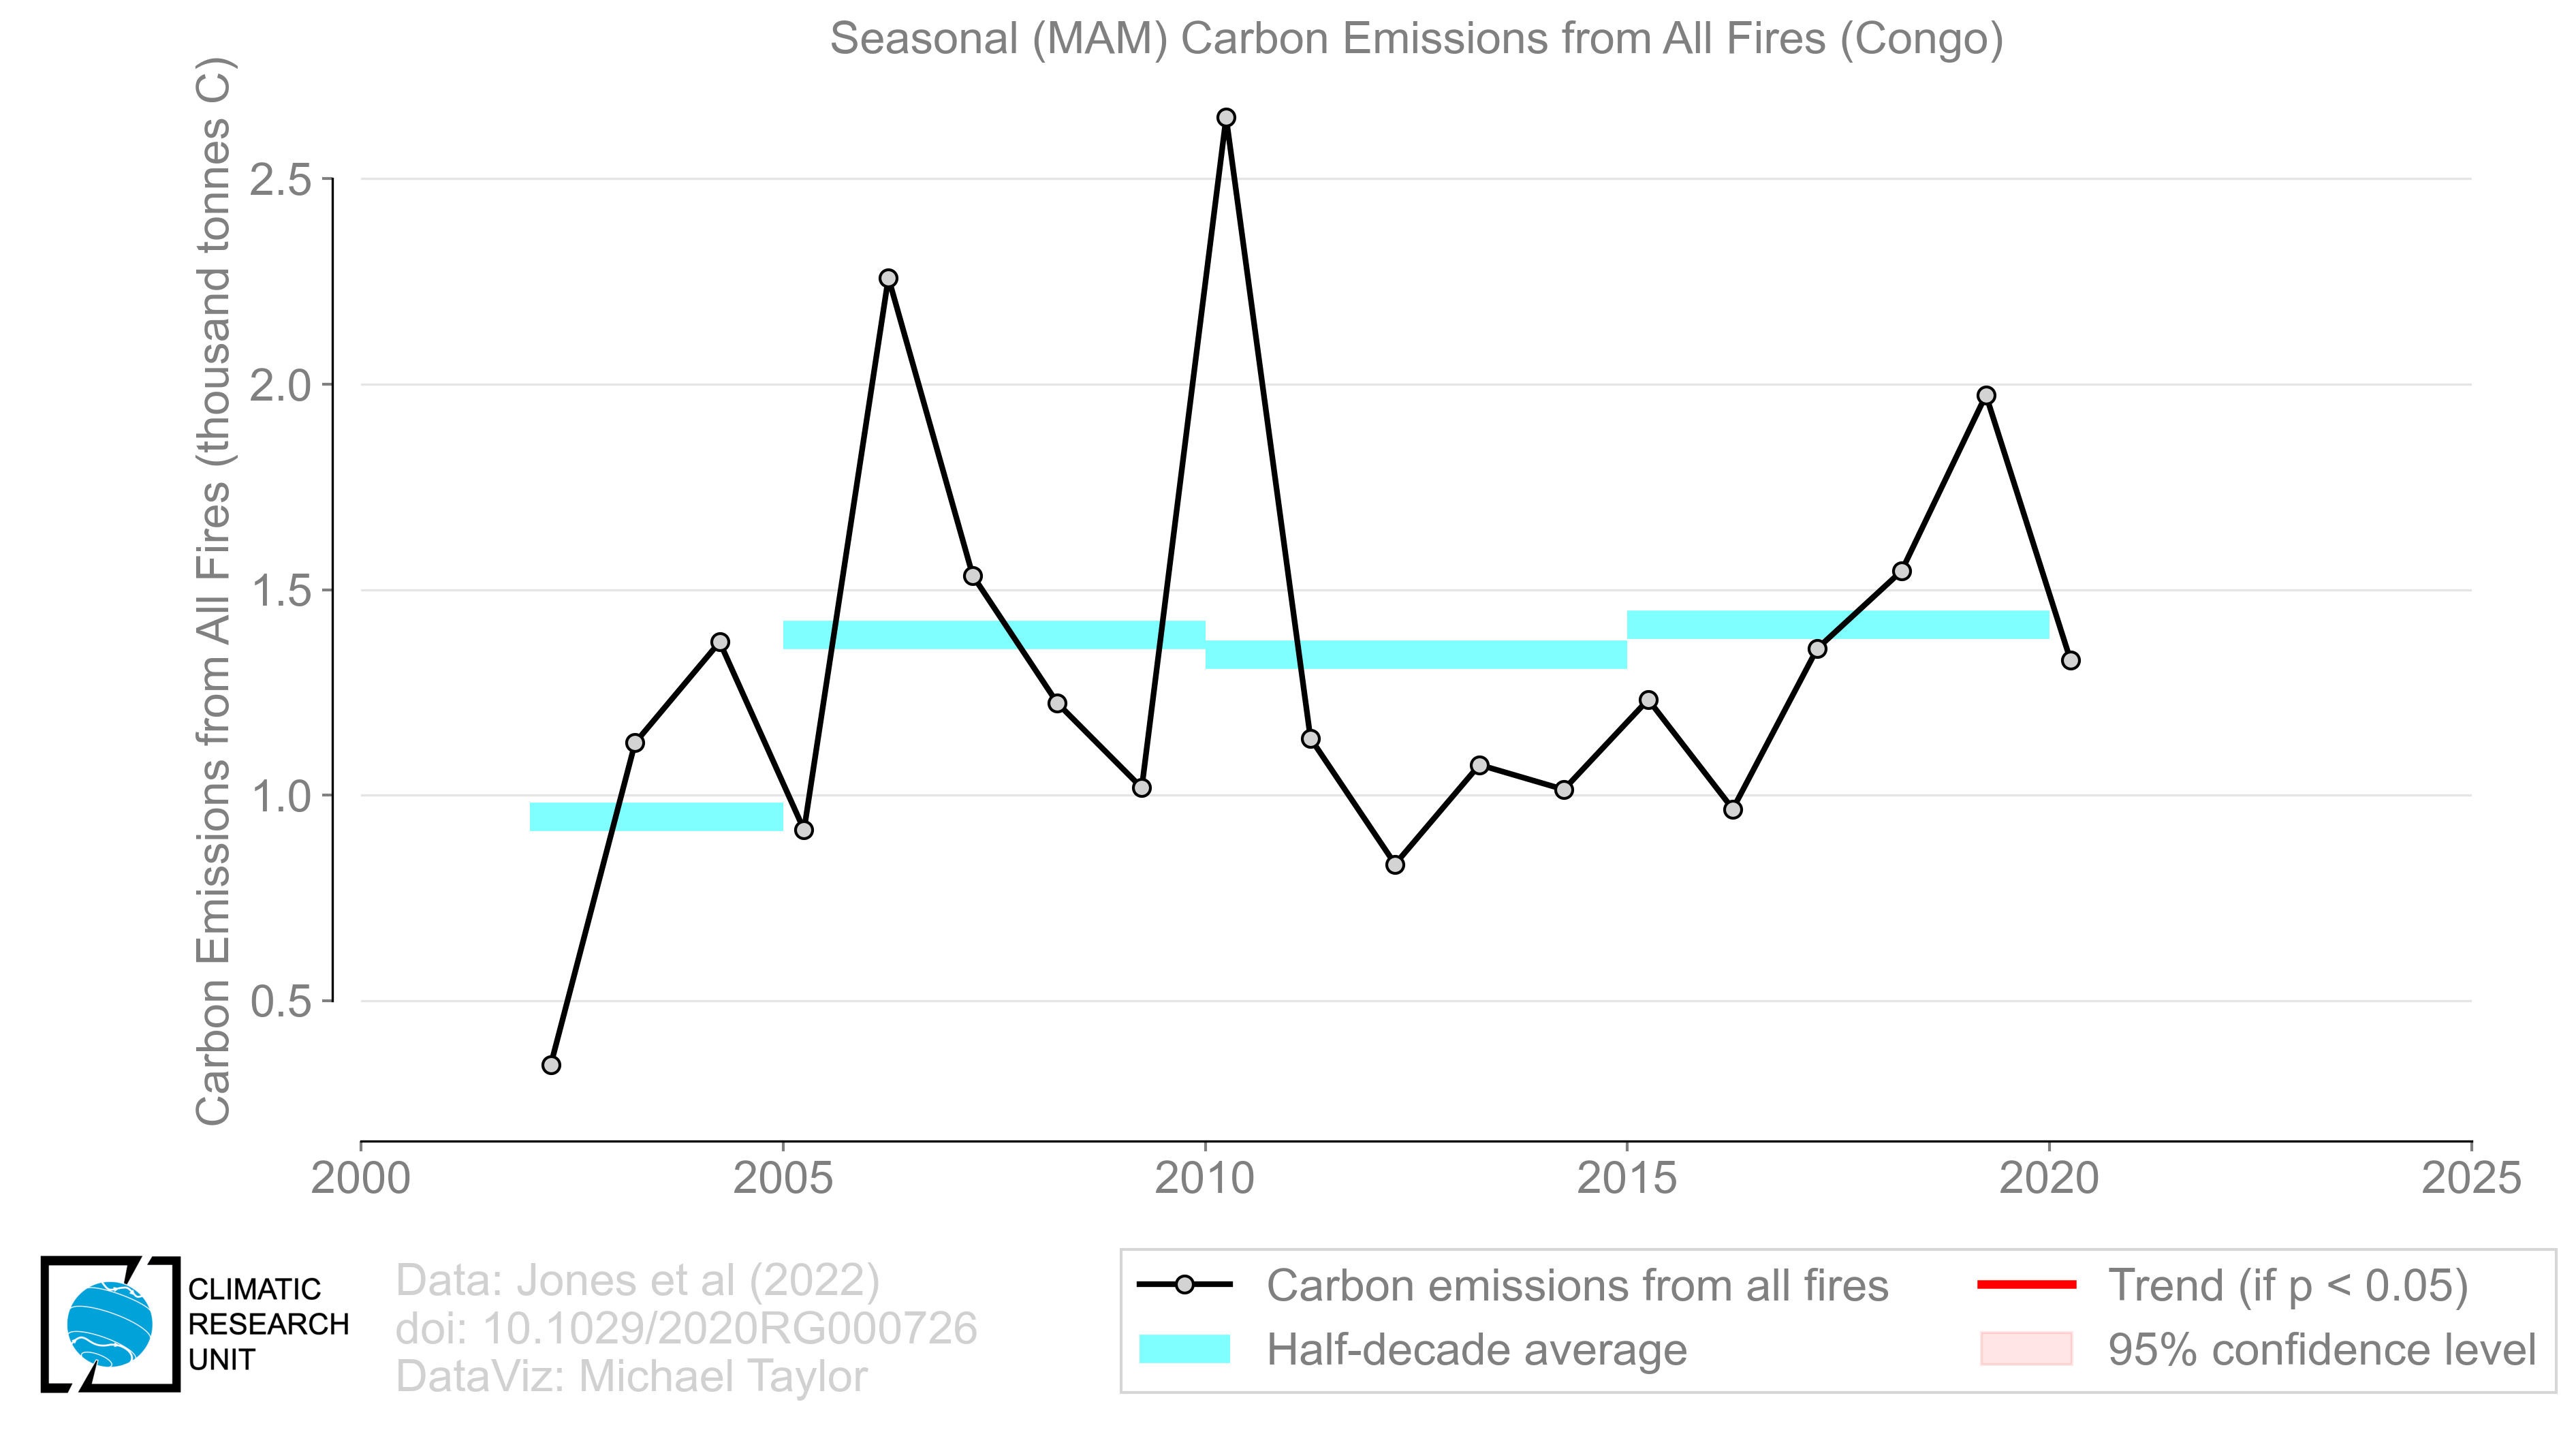 Seasonal (MAM) Carbon Emissions from All Fires (Congo)
Carbon Emissions from All Fires (thousand tonnes C)
2.5
2.0
1.5
1.0
0.5
2000
2005
2010
2015
2020
2025
CLIMATIC
RESEARCH
UNIT
Data: Jones et al (2022)
doi: 10.1029/2020RG000726
DataViz: Michael Taylor
Carbon emissions from all fires
Half-decade average
Trend (if p < 0.05)
95% confidence level